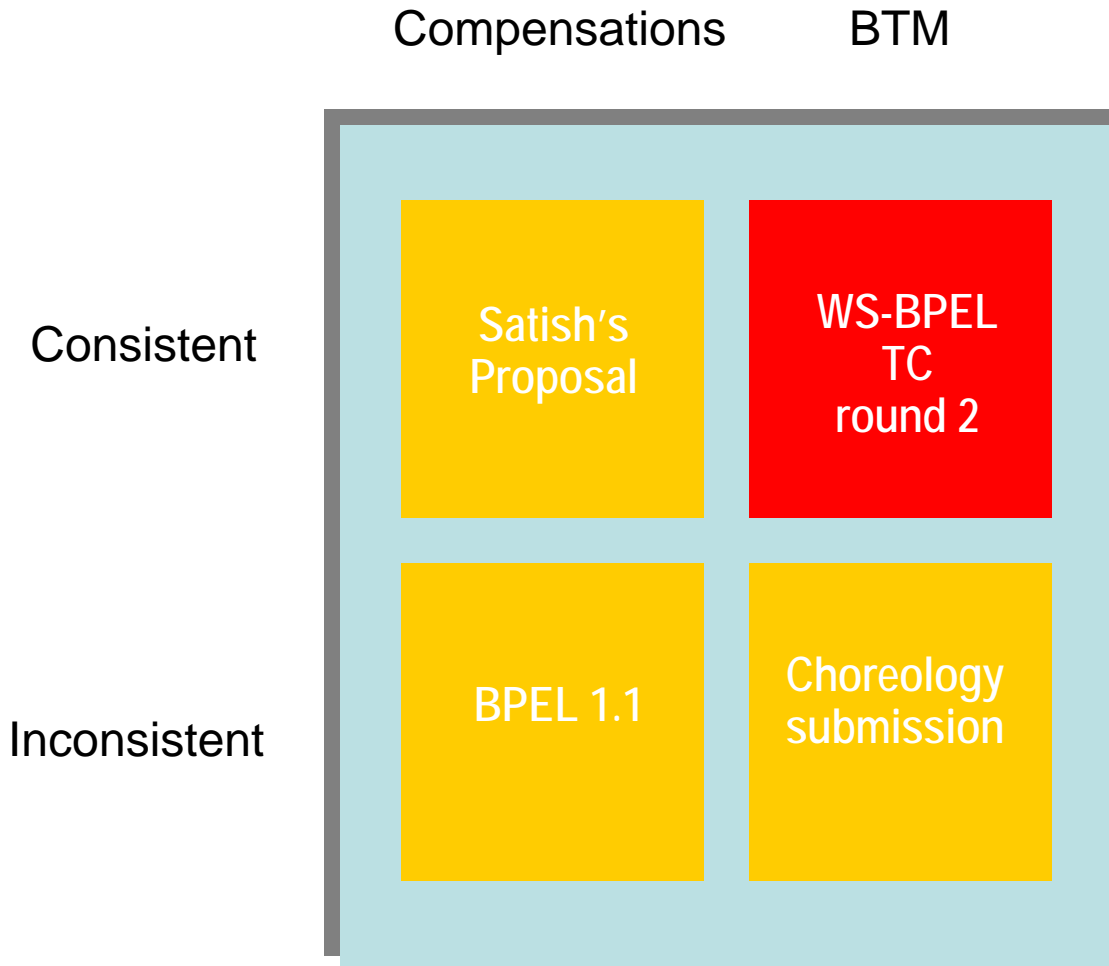 Compensations BTM
Consistent
Satish’s
Proposal
WS-BPEL
TC
round 2
Inconsistent
BPEL 1.1
Choreology
submission